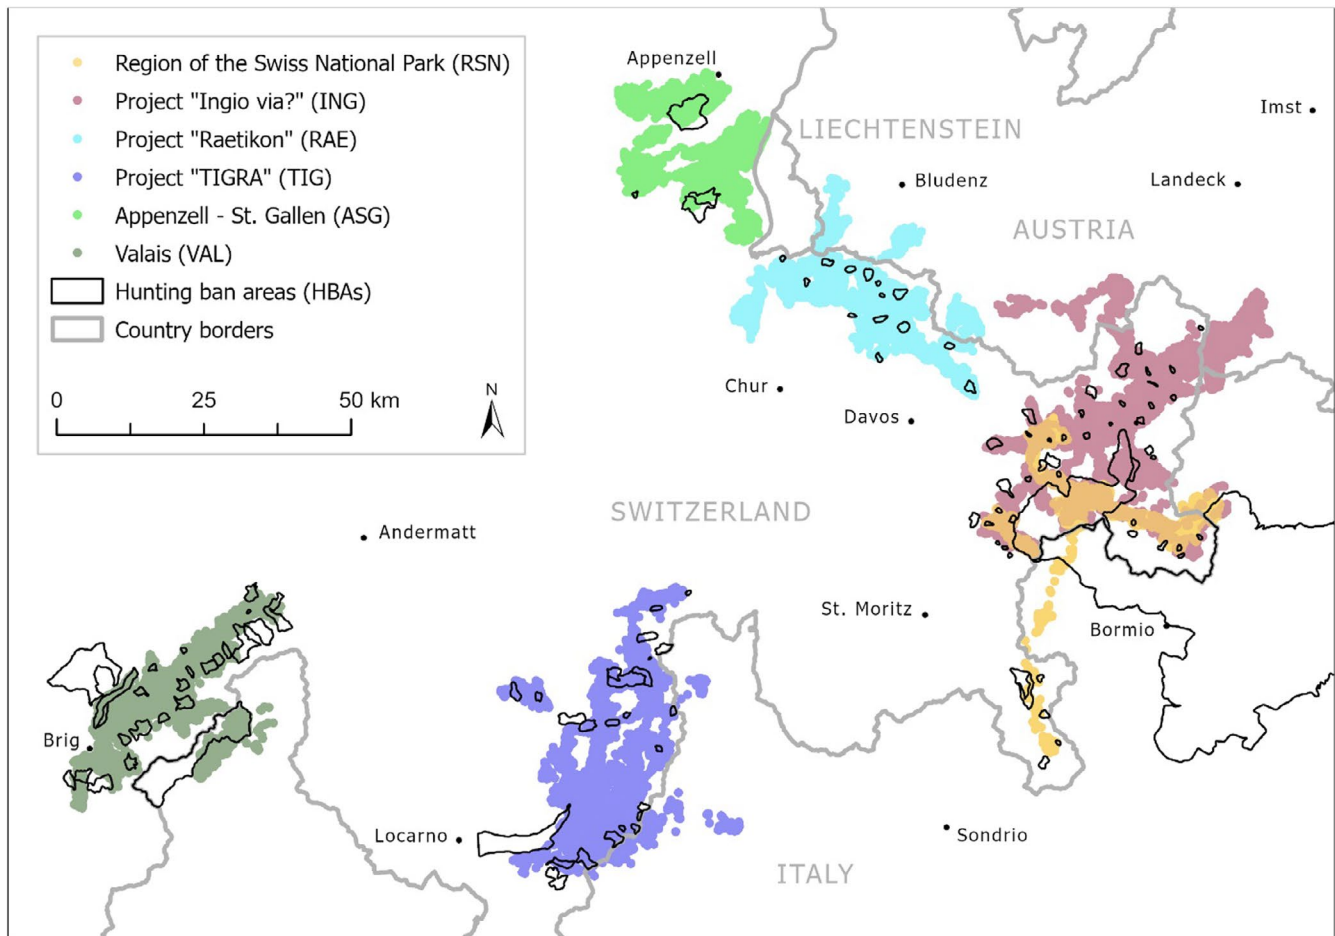 Region of the Swiss National Park (RSN)
Project "Ingio via?" (ING)
Project "Raetikon" (RAE)
Project "TIGRA" (TIG)
Appenzell - St. Gallen (ASG)
Valais (VAL)
Hunting ban areas (HBAs)
Country borders
0 25 50 km
N
Appenzell
Imst
LIECHTENSTEIN
Bludenz
Landeck
AUSTRIA
Chur
Davos
SWITZERLAND
Andermatt
St. Moritz
Bormio
Brig
Locarno
Sondrio
ITALY